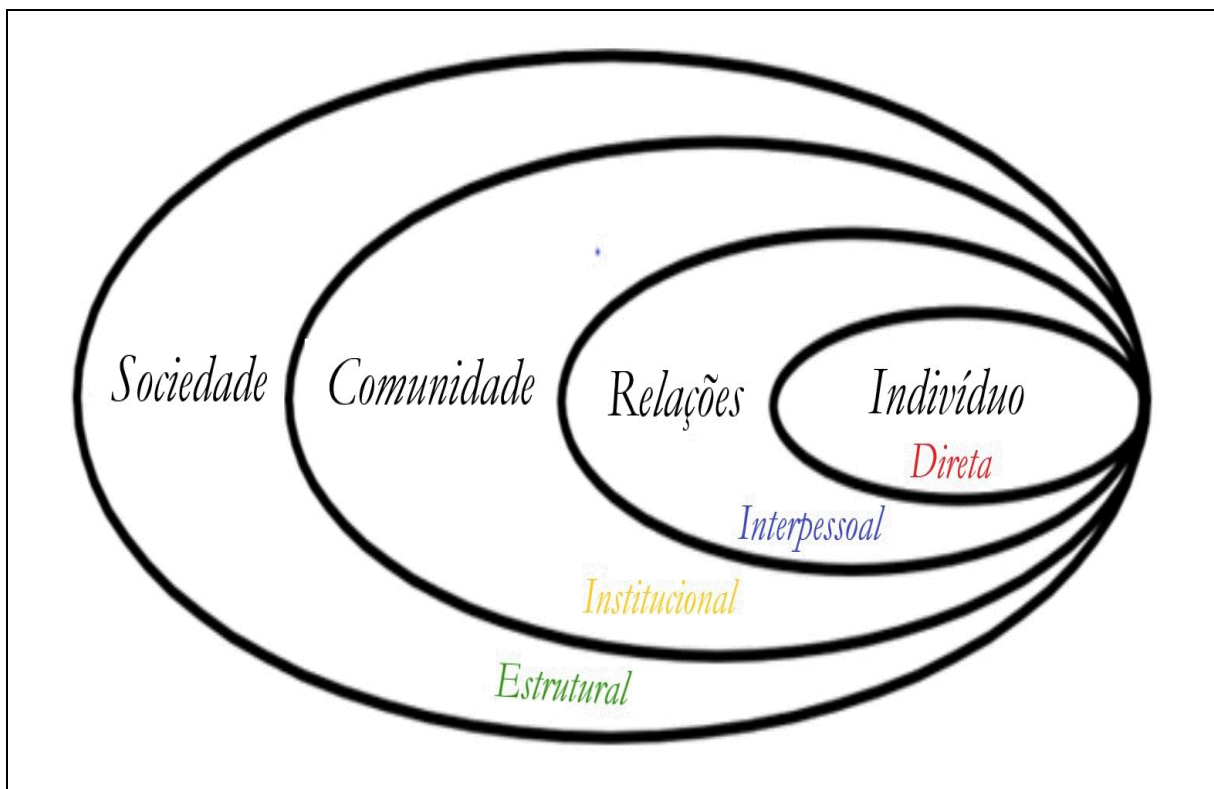 Sociedade
Comunidade
Relações
Indivíduo
Direta
Interpessoal
Institucional
Estrutural